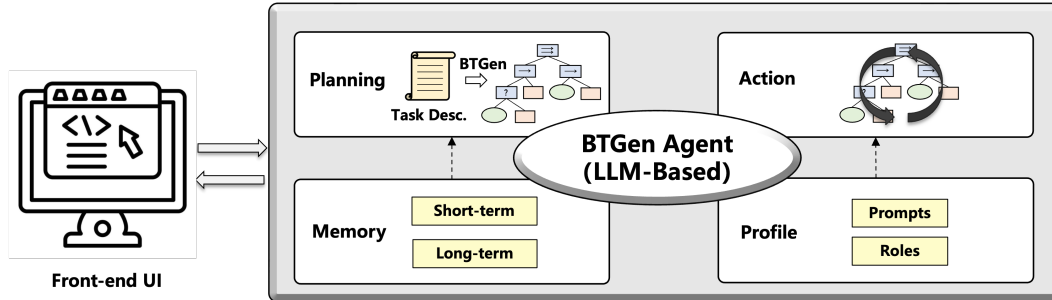 Planning
BTGen
Task Desc.
?
Action
?
BTGen Agent
(LLM-Based)
</>
Memory
Short-term
Long-term
Profile
Prompts
Roles
Front-end UI